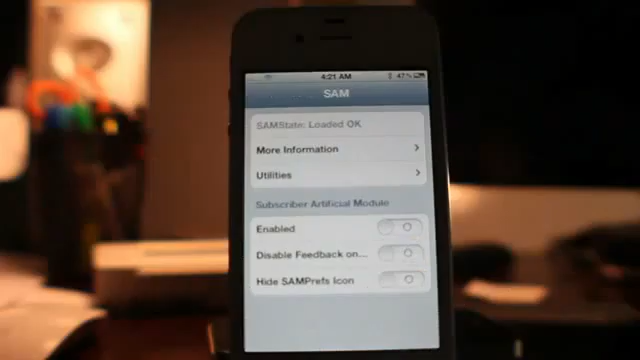 4:21 AM
47%
SAM
SAMState: Loaded OK
More Information
Utilities
Subscriber Artificial Module
Enabled
Disable Feedback on...
Hide SAMPrefs Icon